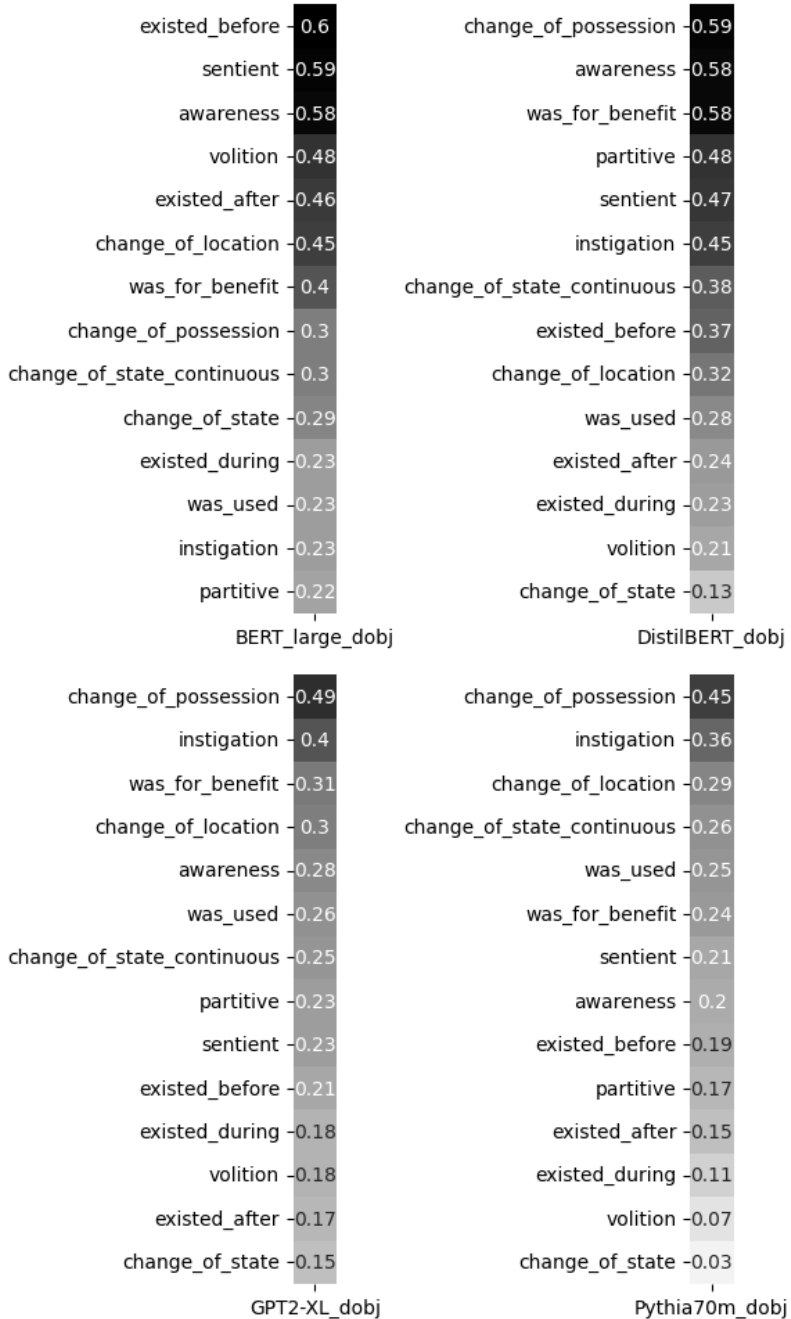 existed_before 0.6
sentient 0.59
awareness 0.58
volition 0.48
existed_after 0.46
change_of_location 0.45
was_for_benefit 0.4
change_of_possession 0.3
change_of_state_continuous 0.3
change_of_state 0.29
existed_during 0.23
was_used 0.23
instigation 0.23
partitive 0.22
BERT_large_dobj
change_of_possession 0.59
awareness 0.58
was_for_benefit 0.58
partitive 0.48
sentient 0.47
instigation 0.45
change_of_state_continuous 0.38
existed_before 0.37
change_of_location 0.32
was_used 0.28
existed_after 0.24
existed_during 0.23
volition 0.21
change_of_state 0.13
DistilBERT_dobj
change_of_possession 0.49
instigation 0.4
was_for_benefit 0.31
change_of_location 0.3
awareness 0.28
was_used 0.26
change_of_state_continuous 0.25
partitive 0.23
sentient 0.23
existed_before 0.21
existed_during 0.18
volition 0.18
existed_after 0.17
change_of_state 0.15
GPT2-XL_dobj
change_of_possession 0.45
instigation 0.36
change_of_location 0.29
change_of_state_continuous 0.26
was_used 0.25
was_for_benefit 0.24
sentient 0.21
awareness 0.2
existed_before 0.19
partitive 0.17
existed_after 0.15
existed_during 0.11
volition 0.07
change_of_state 0.03
Pythia70m_dobj